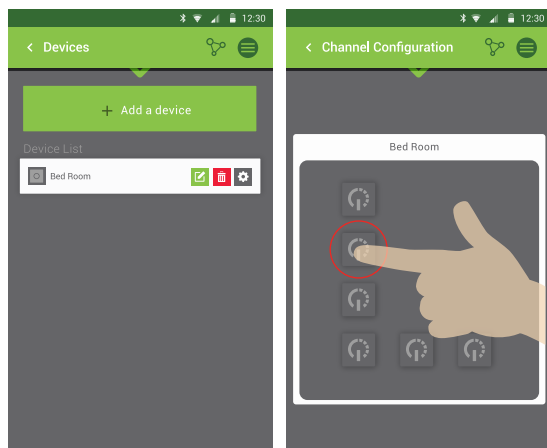 12:30
Devices
+ Add a device
Device List
Bed Room
12:30
Channel Configuration
Bed Room